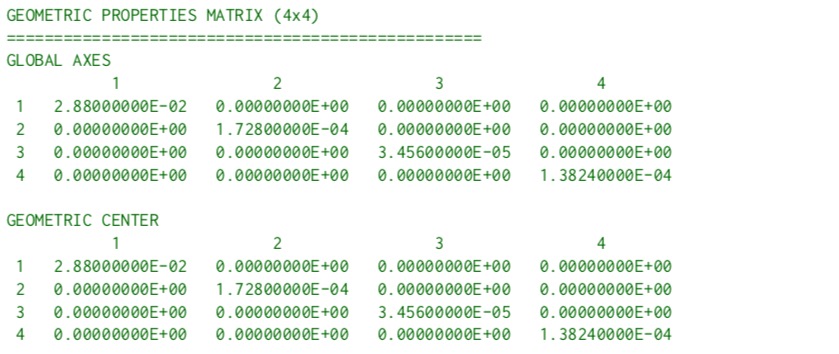 GEOMETRIC PROPERTIES MATRIX (4x4)
==================================================
GLOBAL AXES
1 2 3 4
1 2.88000000E-02 0.00000000E+00 0.00000000E+00 0.00000000E+00
2 0.00000000E+00 1.72800000E-04 0.00000000E+00 0.00000000E+00
3 0.00000000E+00 0.00000000E+00 3.45600000E-05 0.00000000E+00
4 0.00000000E+00 0.00000000E+00 0.00000000E+00 1.38240000E-04
GEOMETRIC CENTER
1 2 3 4
1 2.88000000E-02 0.00000000E+00 0.00000000E+00 0.00000000E+00
2 0.00000000E+00 1.72800000E-04 0.00000000E+00 0.00000000E+00
3 0.00000000E+00 0.00000000E+00 3.45600000E-05 0.00000000E+00
4 0.00000000E+00 0.00000000E+00 0.00000000E+00 1.38240000E-04